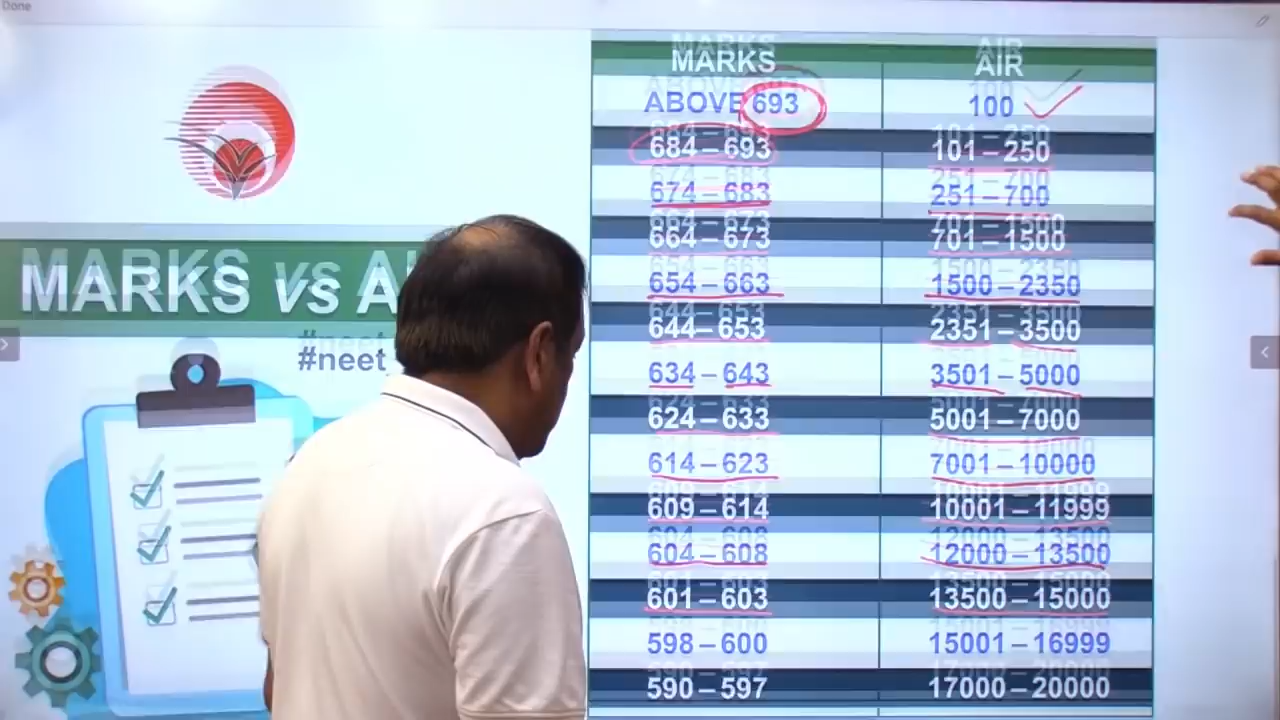 Done
MARKS vs
#neet
MARKS AIR
ABOVE 693 100
684 – 693 101 – 250
674 – 683 251 – 700
664 – 673 701 – 1500
654 – 663 1500 – 2350
644 – 653 2351 – 3500
634 – 643 3501 – 5000
624 – 633 5001 – 7000
614 – 623 7001 – 10000
609 – 614 10001 – 11999
604 – 608 12000 – 13500
601 – 603 13500 – 15000
598 – 600 15001 – 16999
590 – 597 17000 – 20000